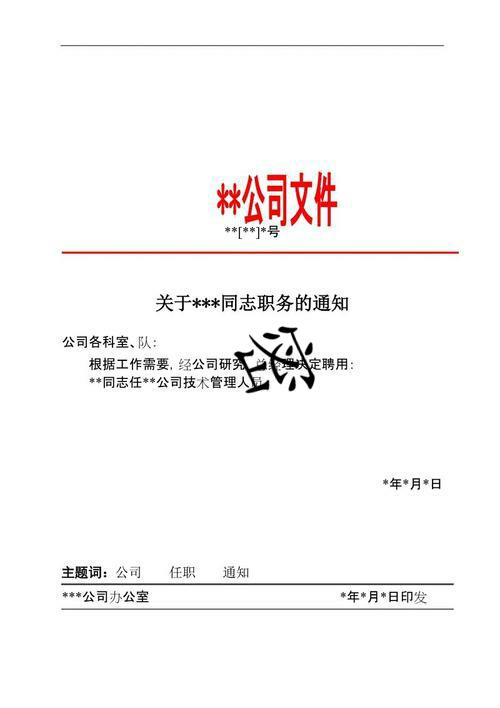 **公司文件
**[**]*号
关于***同志职务的通知
公司各科室、队：
根据工作需要，经公司研究，总经理决定聘用：
**同志任**公司技术管理人员
*年*月*日
主题词：公司 任职 通知
***公司办公室 *年*月*日印发